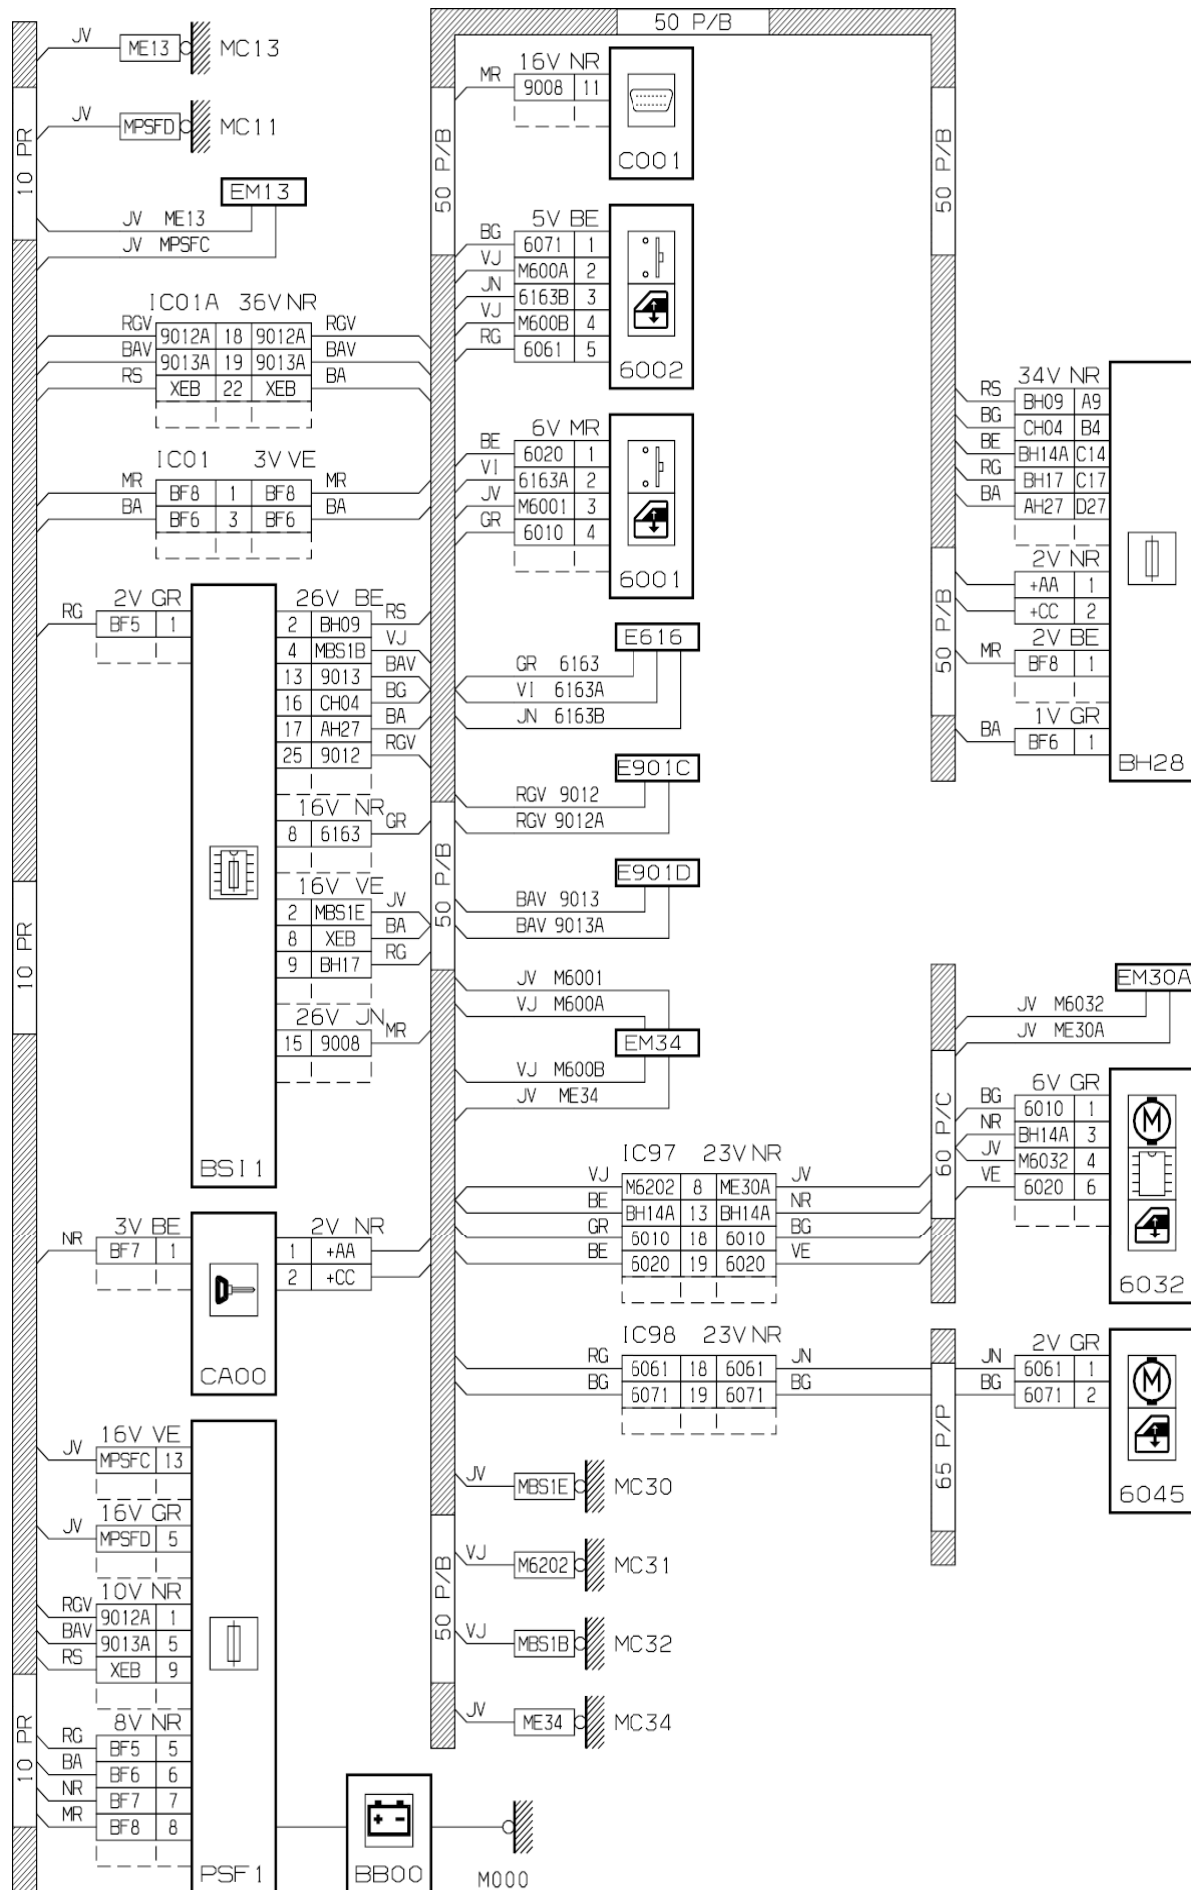 50 P/B
JV ME13 MC13
JV MPSFD MC11
10 PR
EM13
JV ME13
JV MPSFC
IC01A 36V NR
RGV 9012A 18 9012A RGV
BAV 9013A 19 9013A BAV
RS XEB 22 XEB BA
IC01 3V VE
MR BF8 1 BF8 MR
BA BF6 3 BF6 BA
2V GR
RG BF5 1
26V BE
2 BH09 RS
4 MBS1B VJ
13 9013 BAV
16 CH04 BG
17 AH27 BA
25 9012 RGV
16V NR
8 6163 GR
16V VE
2 MBS1E JV
8 XEB BA
9 BH17 RG
26V JN
15 9008 MR
BSI1
10 PR
3V BE
NR BF7 1
2V NR
1 +AA
2 +CC
CA00
16V VE
JV MPSFC 13
16V GR
JV MPSFD 5
10V NR
RGV 9012A 1
BAV 9013A 5
RS XEB 9
8V NR
RG BF5 5
BA BF6 6
NR BF7 7
MR BF8 8
PSF1
10 PR
BB00
M000
50 P/B
16V NR
MR 9008 11
C001
5V BE
BG 6071 1
VJ M600A 2
JN 6163B 3
VJ M600B 4
RG 6061 5
6002
6V MR
BE 6020 1
VI 6163A 2
JV M6001 3
GR 6010 4
6001
E616
GR 6163
VI 6163A
JN 6163B
E901C
RGV 9012
RGV 9012A
50 P/B
E901D
BAV 9013
BAV 9013A
JV M6001
VJ M600A
EM34
VJ M600B
JV ME34
IC97 23V NR
VJ M6202 8 ME30A JV
BE BH14A 13 BH14A NR
GR 6010 18 6010 BG
BE 6020 19 6020 VE
IC98 23V NR
RG 6061 18 6061 JN
BG 6071 19 6071 BG
JV MBS1E MC30
VJ M6202 MC31
50 P/B
VJ MBS1B MC32
JV ME34 MC34
50 P/B
34V NR
RS BH09 A9
BG CH04 B4
BE BH14A C14
RG BH17 C17
BA AH27 D27
2V NR
+AA 1
+CC 2
50 P/B
2V BE
MR BF8 1
1V GR
BA BF6 1
BH28
EM30A
JV M6032
JV ME30A
60 P/C
6V GR
BG 6010 1
NR BH14A 3
JV M6032 4
VE 6020 6
M
6032
2V GR
JN 6061 1
BG 6071 2
M
65 P/P
6045